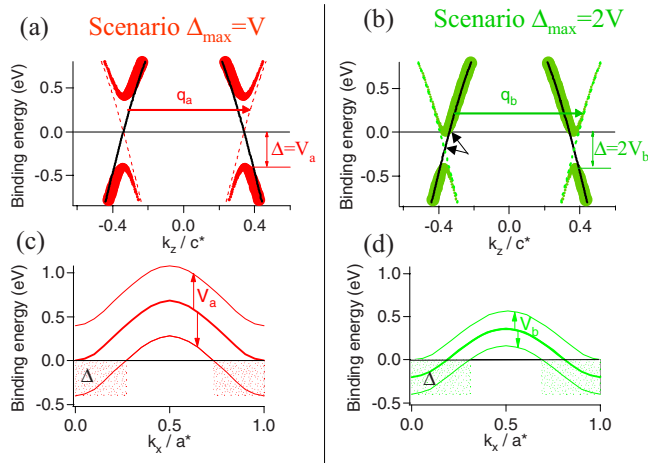 (a) Scenario Δmax=V
(b) Scenario Δmax=2V
Binding energy (eV)
0.5
0.0
-0.5
qa
Δ=Va
-0.4 0.0 0.4
kz / c*
Binding energy (eV)
0.5
0.0
-0.5
qb
Δ=2Vb
-0.4 0.0 0.4
kz / c*
(c)
Binding energy (eV)
1.0
0.5
0.0
-0.5
Va
Δ
0.0 0.5 1.0
kx / a*
(d)
Binding energy (eV)
1.0
0.5
0.0
-0.5
Vb
Δ
0.0 0.5 1.0
kx / a*